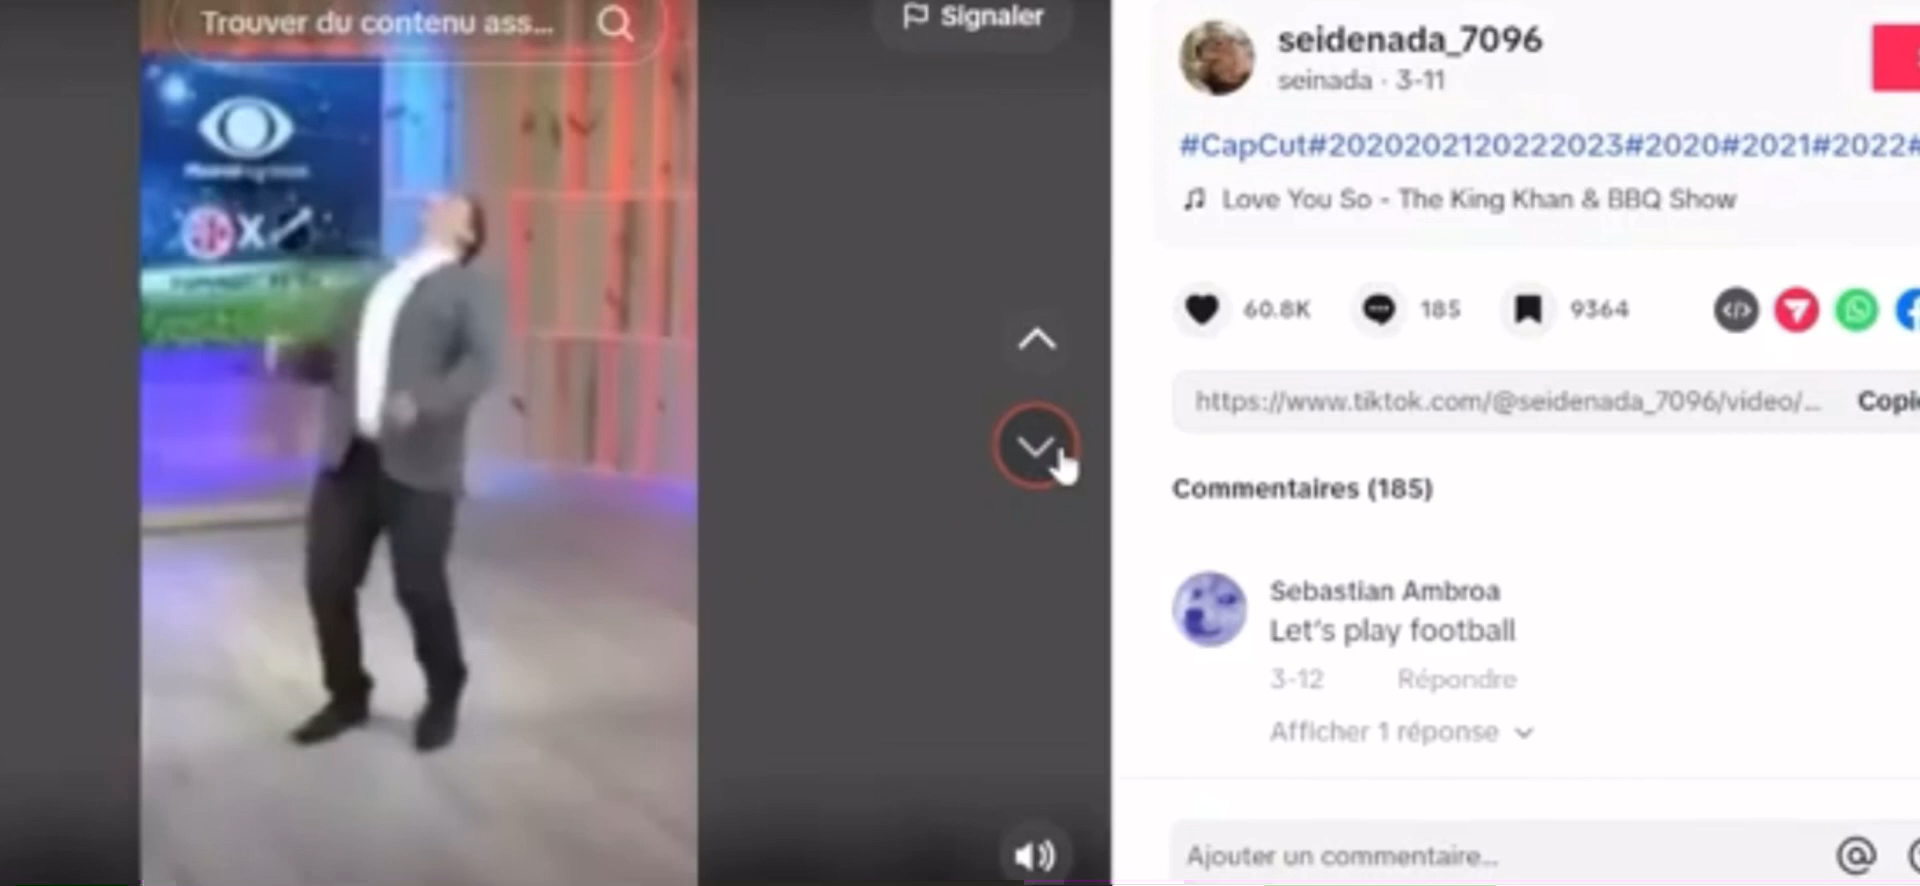 Trouver du contenu ass...
Signaler
X
seidenada_7096
seinada · 3-11
#CapCut#2020202120222023#2020#2021#2022#
Love You So - The King Khan & BBQ Show
60.8K
185
9364
https://www.tiktok.com/@seidenada_7096/video/...
Copie
Commentaires (185)
Sebastian Ambroa
Let's play football
3-12 Répondre
Afficher 1 réponse
Ajouter un commentaire...